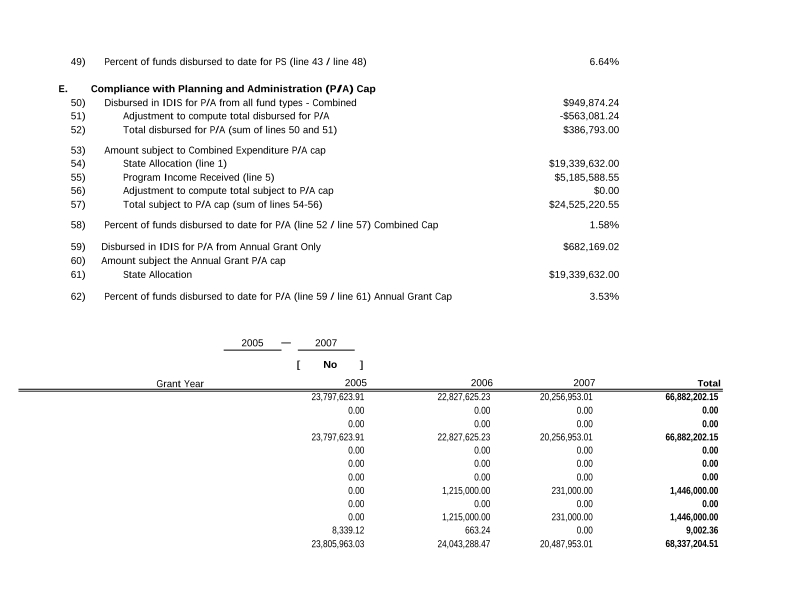 49) Percent of funds disbursed to date for PS (line 43 / line 48) 6.64%
E. Compliance with Planning and Administration (P/A) Cap
50) Disbursed in IDIS for P/A from all fund types - Combined $949,874.24
51) Adjustment to compute total disbursed for P/A -$563,081.24
52) Total disbursed for P/A (sum of lines 50 and 51) $386,793.00
53) Amount subject to Combined Expenditure P/A cap
54) State Allocation (line 1) $19,339,632.00
55) Program Income Received (line 5) $5,185,588.55
56) Adjustment to compute total subject to P/A cap $0.00
57) Total subject to P/A cap (sum of lines 54-56) $24,525,220.55
58) Percent of funds disbursed to date for P/A (line 52 / line 57) Combined Cap 1.58%
59) Disbursed in IDIS for P/A from Annual Grant Only $682,169.02
60) Amount subject the Annual Grant P/A cap
61) State Allocation $19,339,632.00
62) Percent of funds disbursed to date for P/A (line 59 / line 61) Annual Grant Cap 3.53%
2005 — 2007
[ No ]
Grant Year 2005 2006 2007 Total
23,797,623.91 22,827,625.23 20,256,953.01 66,882,202.15
0.00 0.00 0.00 0.00
0.00 0.00 0.00 0.00
23,797,623.91 22,827,625.23 20,256,953.01 66,882,202.15
0.00 0.00 0.00 0.00
0.00 0.00 0.00 0.00
0.00 0.00 0.00 0.00
0.00 1,215,000.00 231,000.00 1,446,000.00
0.00 0.00 0.00 0.00
0.00 1,215,000.00 231,000.00 1,446,000.00
8,339.12 663.24 0.00 9,002.36
23,805,963.03 24,043,288.47 20,487,953.01 68,337,204.51